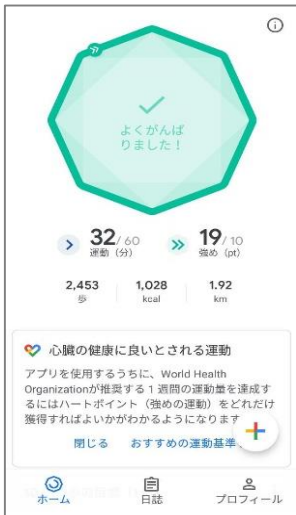 よくがんば
りました！
32/60
運動（分）
19/10
強め（pt）
2,453
歩
1,028
kcal
1.92
km
心臓の健康に良いとされる運動
アプリを使用するうちに、World Health
Organizationが推奨する１週間の運動量を達成す
るにはハートポイント（強めの運動）をどれだけ
獲得すればよいかがわかるようになります
閉じる
おすすめの運動基準
ホーム
日誌
プロフィール